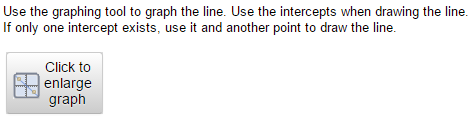 Use the graphing tool to graph the line. Use the intercepts when drawing the line.
If only one intercept exists, use it and another point to draw the line.
Click to
enlarge
graph